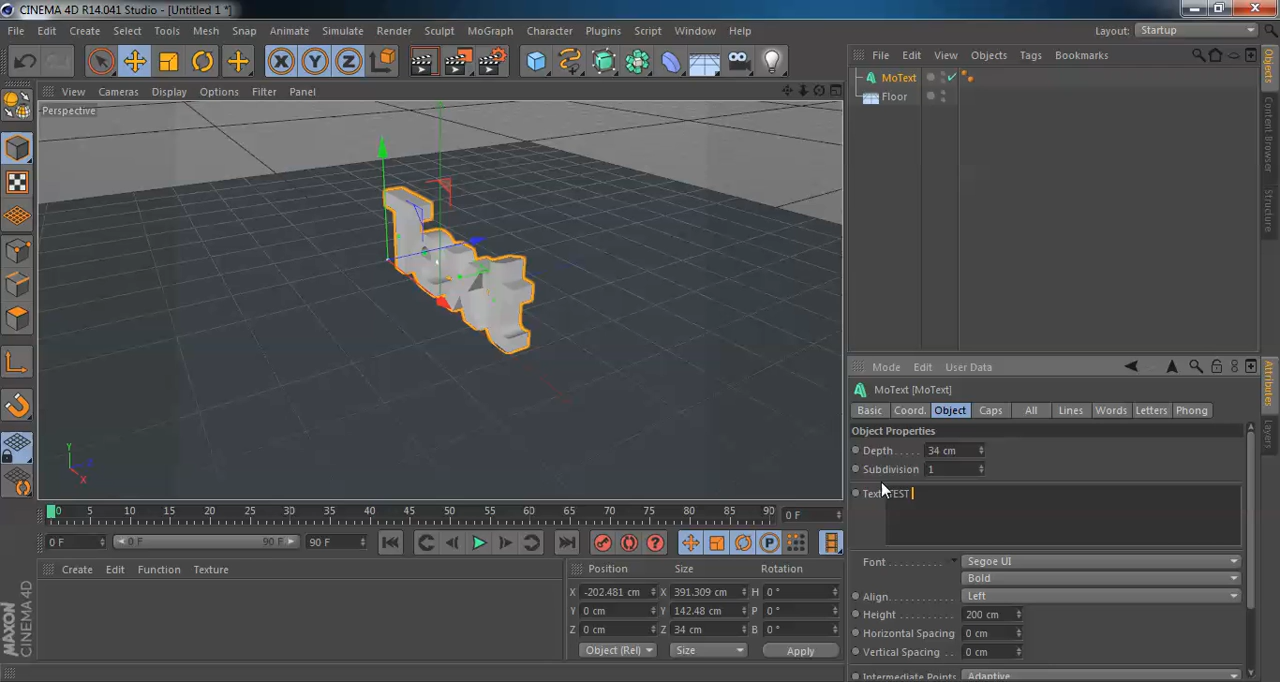 CINEMA 4D R14.041 Studio - [Untitled 1 *]
File Edit Create Select Tools Mesh Snap Animate Simulate Render Sculpt MoGraph Character Plugins Script Window Help
Layout: Startup
X Y Z
File Edit View Objects Tags Bookmarks
MoText
Floor
Objects
Content Browser
Structure
View Cameras Display Options Filter Panel
Perspective
Y
Z
X
Mode Edit User Data
MoText [MoText]
Basic Coord. Object Caps All Lines Words Letters Phong
Object Properties
Depth . . . . . 34 cm
Subdivision 1
Text TEST
Font . . . . . . . . . . Segoe UI
Bold
Align. . . . . . . . . . Left
Height . . . . . . . . . 200 cm
Horizontal Spacing 0 cm
Vertical Spacing . . 0 cm
Intermediate Points Adaptive
Attributes
Layers
0 5 10 15 20 25 30 35 40 45 50 55 60 65 70 75 80 85 90
0 F
0 F 0 F 90 F 90 F
P
Create Edit Function Texture
Position Size Rotation
X -202.481 cm X 391.309 cm H 0 °
Y 0 cm Y 142.48 cm P 0 °
Z 0 cm Z 34 cm B 0 °
Object (Rel) Size Apply
MAXON
CINEMA 4D